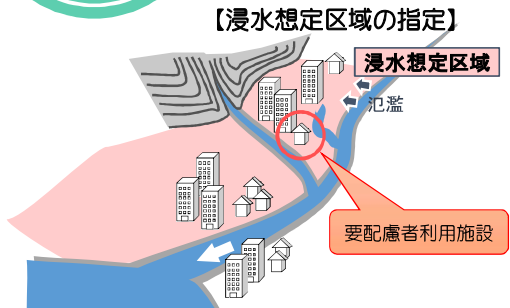 【浸水想定区域の指定】
浸水想定区域
氾濫
要配慮者利用施設